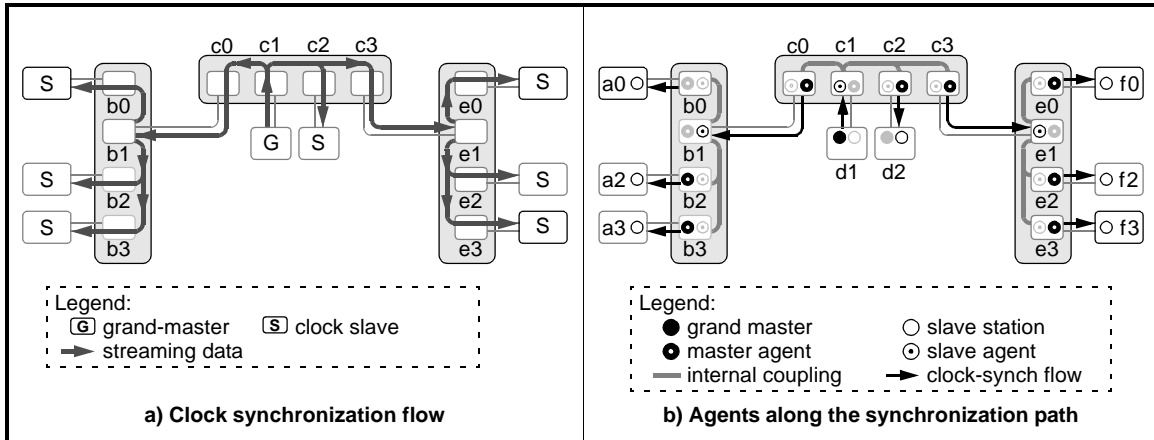 c0 c1 c2 c3
S
b0
e0
S
b1
G
S
e1
S
b2
e2
S
S
b3
e3
S
Legend:
G grand-master
S clock slave
streaming data
a) Clock synchronization flow
c0 c1 c2 c3
a0
b0
e0
f0
b1
d1
d2
e1
a2
b2
e2
f2
a3
b3
e3
f3
Legend:
grand master
slave station
master agent
slave agent
internal coupling
clock-synch flow
b) Agents along the synchronization path